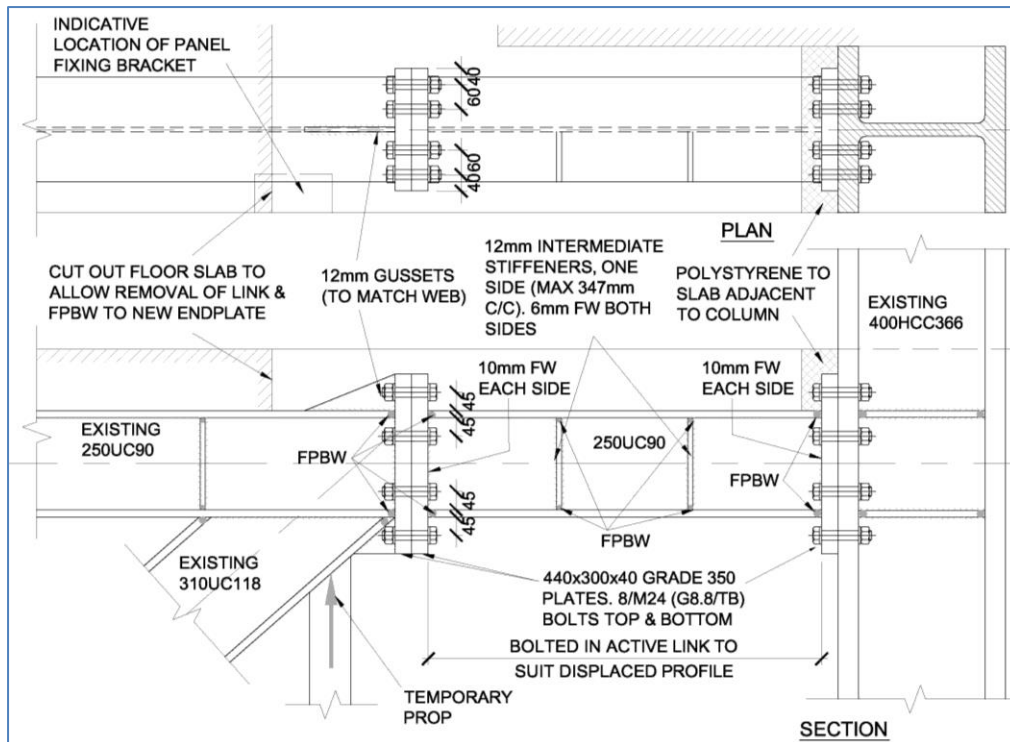 INDICATIVE
LOCATION OF PANEL
FIXING BRACKET
40
60
60
40
PLAN
CUT OUT FLOOR SLAB TO
ALLOW REMOVAL OF LINK &
FPBW TO NEW ENDPLATE
12mm GUSSETS
(TO MATCH WEB)
12mm INTERMEDIATE
STIFFENERS, ONE
SIDE (MAX 347mm
C/C). 6mm FW BOTH
SIDES
POLYSTYRENE TO
SLAB ADJACENT
TO COLUMN
EXISTING
400HCC366
10mm FW
EACH SIDE
10mm FW
EACH SIDE
45
45
EXISTING
250UC90
FPBW
250UC90
FPBW
45
45
FPBW
EXISTING
310UC118
440x300x40 GRADE 350
PLATES. 8/M24 (G8.8/TB)
BOLTS TOP & BOTTOM
BOLTED IN ACTIVE LINK TO
SUIT DISPLACED PROFILE
TEMPORARY
PROP
SECTION